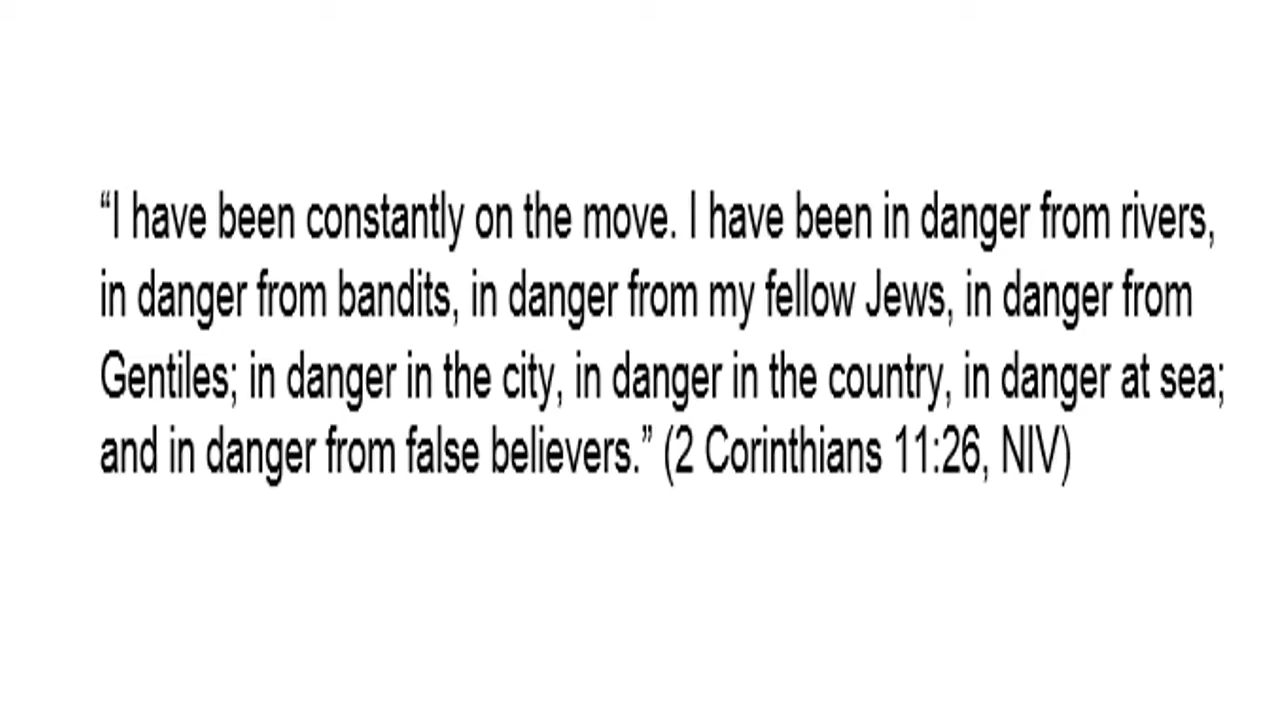 “I have been constantly on the move. I have been in danger from rivers,
in danger from bandits, in danger from my fellow Jews, in danger from
Gentiles; in danger in the city, in danger in the country, in danger at sea;
and in danger from false believers.” (2 Corinthians 11:26, NIV)